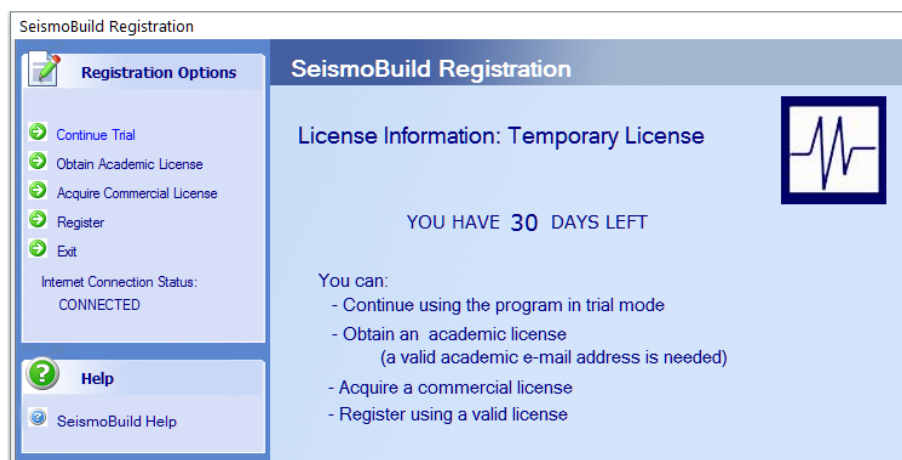 SeismoBuild Registration
Registration Options
Continue Trial
Obtain Academic License
Acquire Commercial License
Register
Exit
Internet Connection Status:
CONNECTED
Help
SeismoBuild Help
SeismoBuild Registration
License Information: Temporary License
YOU HAVE 30 DAYS LEFT
You can:
- Continue using the program in trial mode
- Obtain an academic license
(a valid academic e-mail address is needed)
- Acquire a commercial license
- Register using a valid license